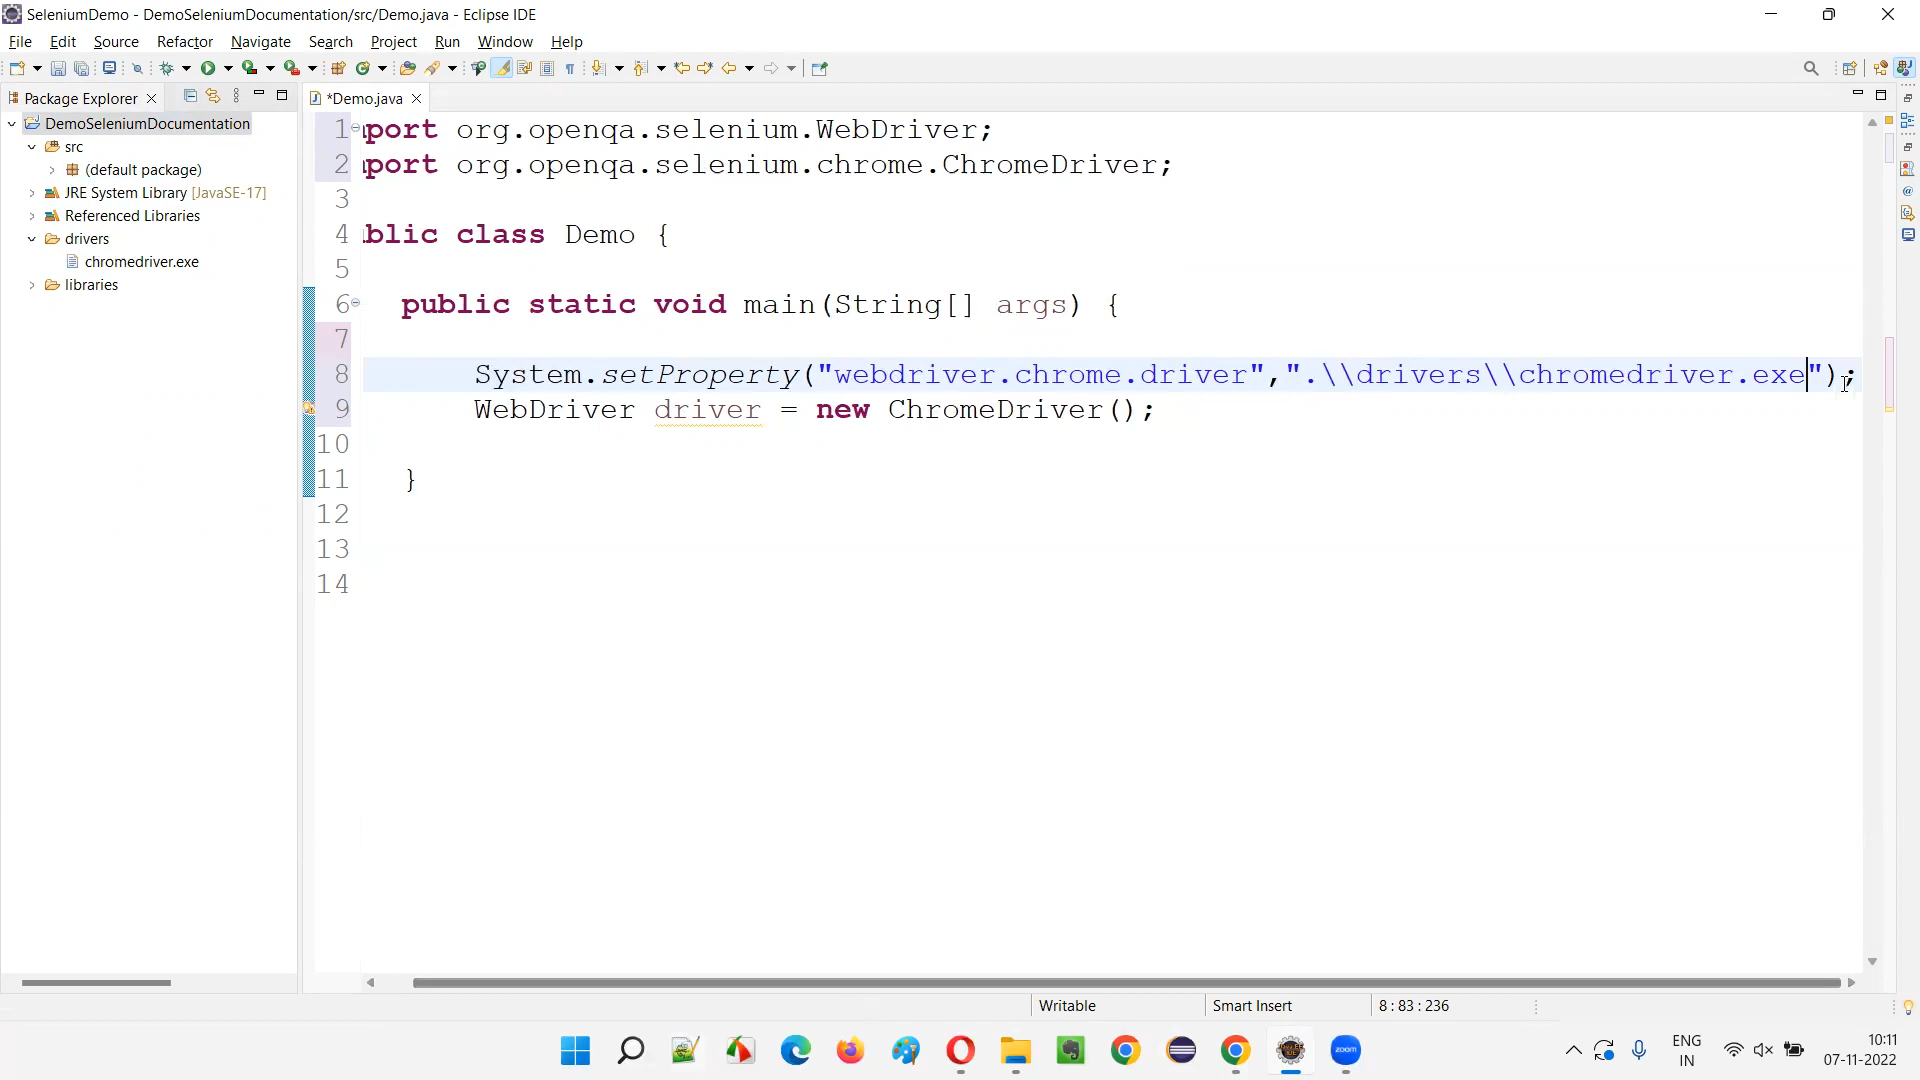 SeleniumDemo - DemoSeleniumDocumentation/src/Demo.java - Eclipse IDE
File Edit Source Refactor Navigate Search Project Run Window Help
Package Explorer
*Demo.java
DemoSeleniumDocumentation
src
(default package)
JRE System Library [JavaSE-17]
Referenced Libraries
drivers
chromedriver.exe
libraries
1 port org.openqa.selenium.WebDriver;
2 port org.openqa.selenium.chrome.ChromeDriver;
3
4 blic class Demo {
5
6 public static void main(String[] args) {
7
8 System.setProperty("webdriver.chrome.driver",".\\drivers\\chromedriver.exe");
9 WebDriver driver = new ChromeDriver();
10
11 }
12
13
14
Writable Smart Insert 8 : 83 : 236
zoom
ENG
IN
10:11
07-11-2022